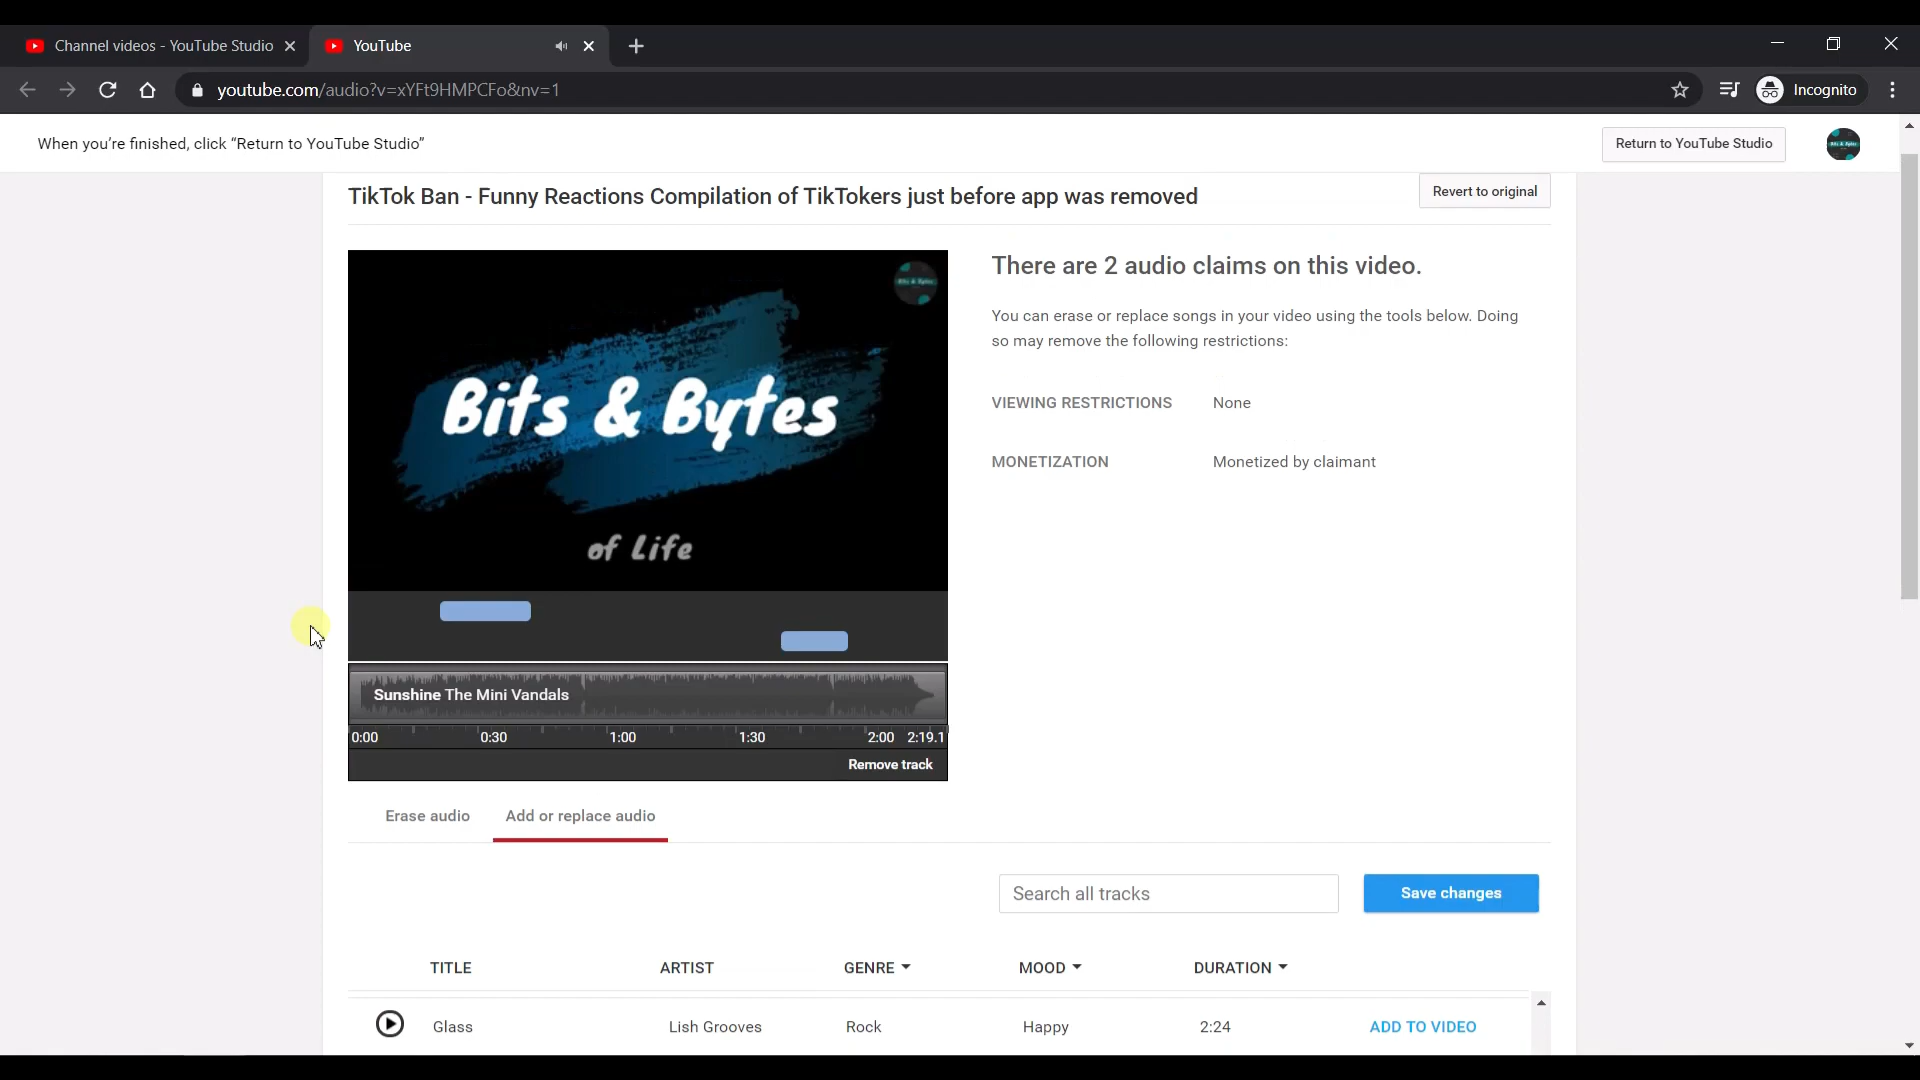 Channel videos - YouTube Studio
YouTube
youtube.com/audio?v=xYFt9HMPCFo&nv=1
Incognito
When you're finished, click “Return to YouTube Studio”
Return to YouTube Studio
TikTok Ban - Funny Reactions Compilation of TikTokers just before app was removed
Revert to original
Bits & Bytes
of Life
Bits & Bytes
There are 2 audio claims on this video.
You can erase or replace songs in your video using the tools below. Doing
so may remove the following restrictions:
VIEWING RESTRICTIONS None
MONETIZATION Monetized by claimant
Sunshine The Mini Vandals
0:00 0:30 1:00 1:30 2:00 2:19.1
Remove track
Erase audio Add or replace audio
Search all tracks
Save changes
TITLE ARTIST GENRE MOOD DURATION
Glass Lish Grooves Rock Happy 2:24 ADD TO VIDEO